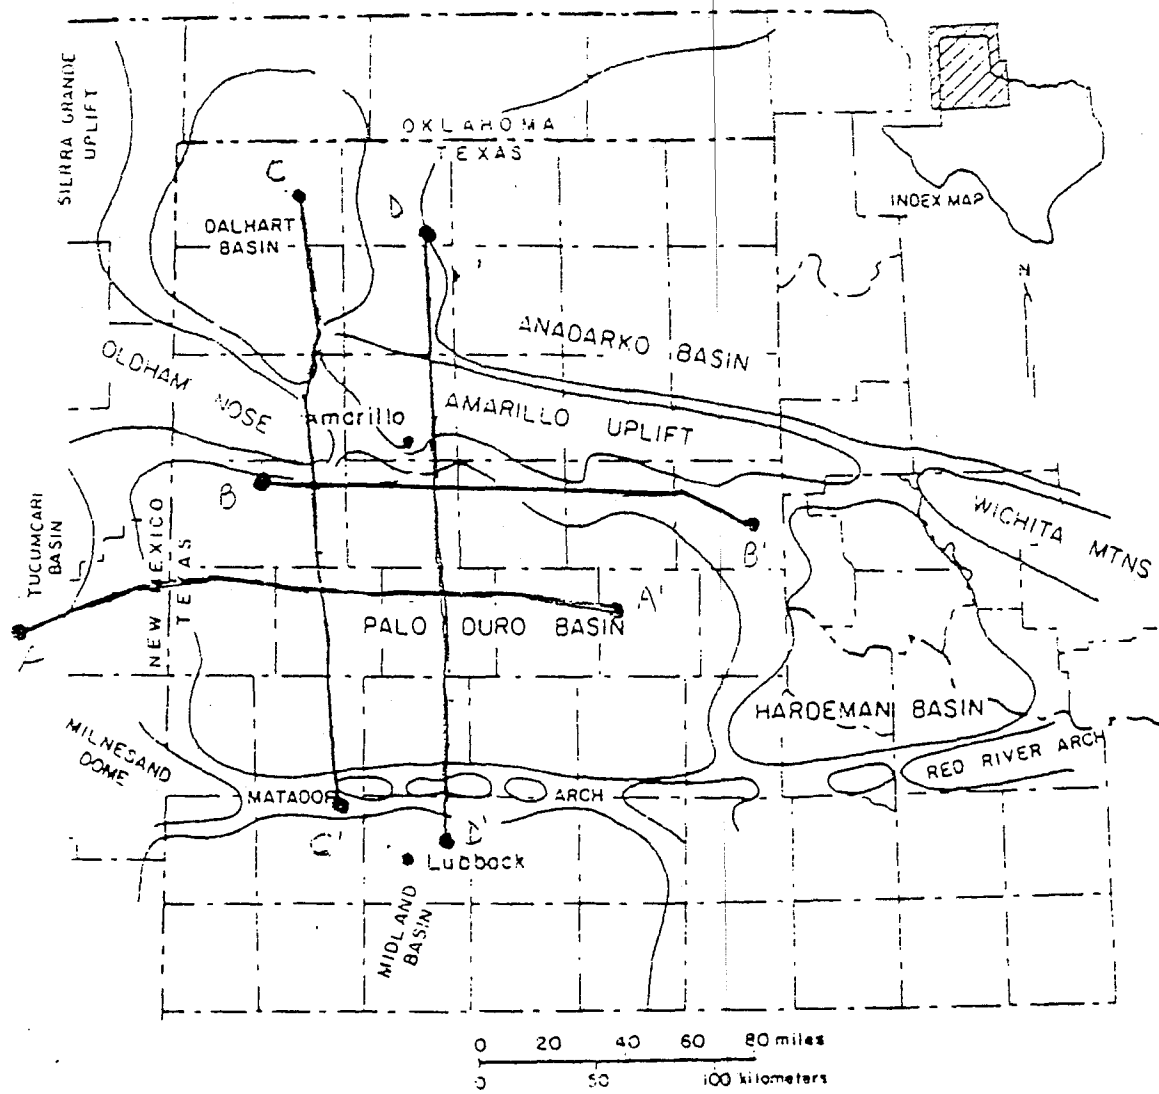 SIERRA GRANDE
UPLIFT
OKLAHOMA
TEXAS
C
D
DALHART
BASIN
INDEX MAP
N
ANADARKO BASIN
OLDHAM NOSE
Amarillo
AMARILLO UPLIFT
B
B'
WICHITA MTNS
TUCUMCARI
BASIN
NEW MEXICO
TEXAS
A'
PALO DURO BASIN
HARDEMAN BASIN
MILNESAND
DOME
RED RIVER ARCH
MATADOR
ARCH
C'
D'
Lubbock
MIDLAND
BASIN
0 20 40 60 80 miles
0 50 100 kilometers